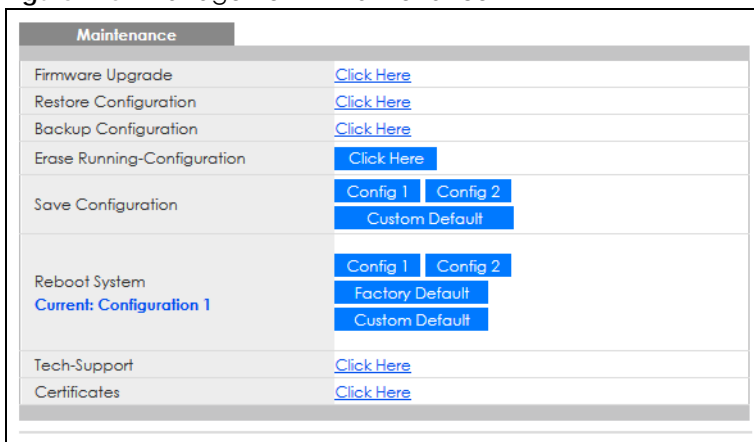 Maintenance
Firmware Upgrade Click Here
Restore Configuration Click Here
Backup Configuration Click Here
Erase Running-Configuration Click Here
Save Configuration
Config 1 Config 2
Custom Default
Reboot System
Current: Configuration 1
Config 1 Config 2
Factory Default
Custom Default
Tech-Support Click Here
Certificates Click Here